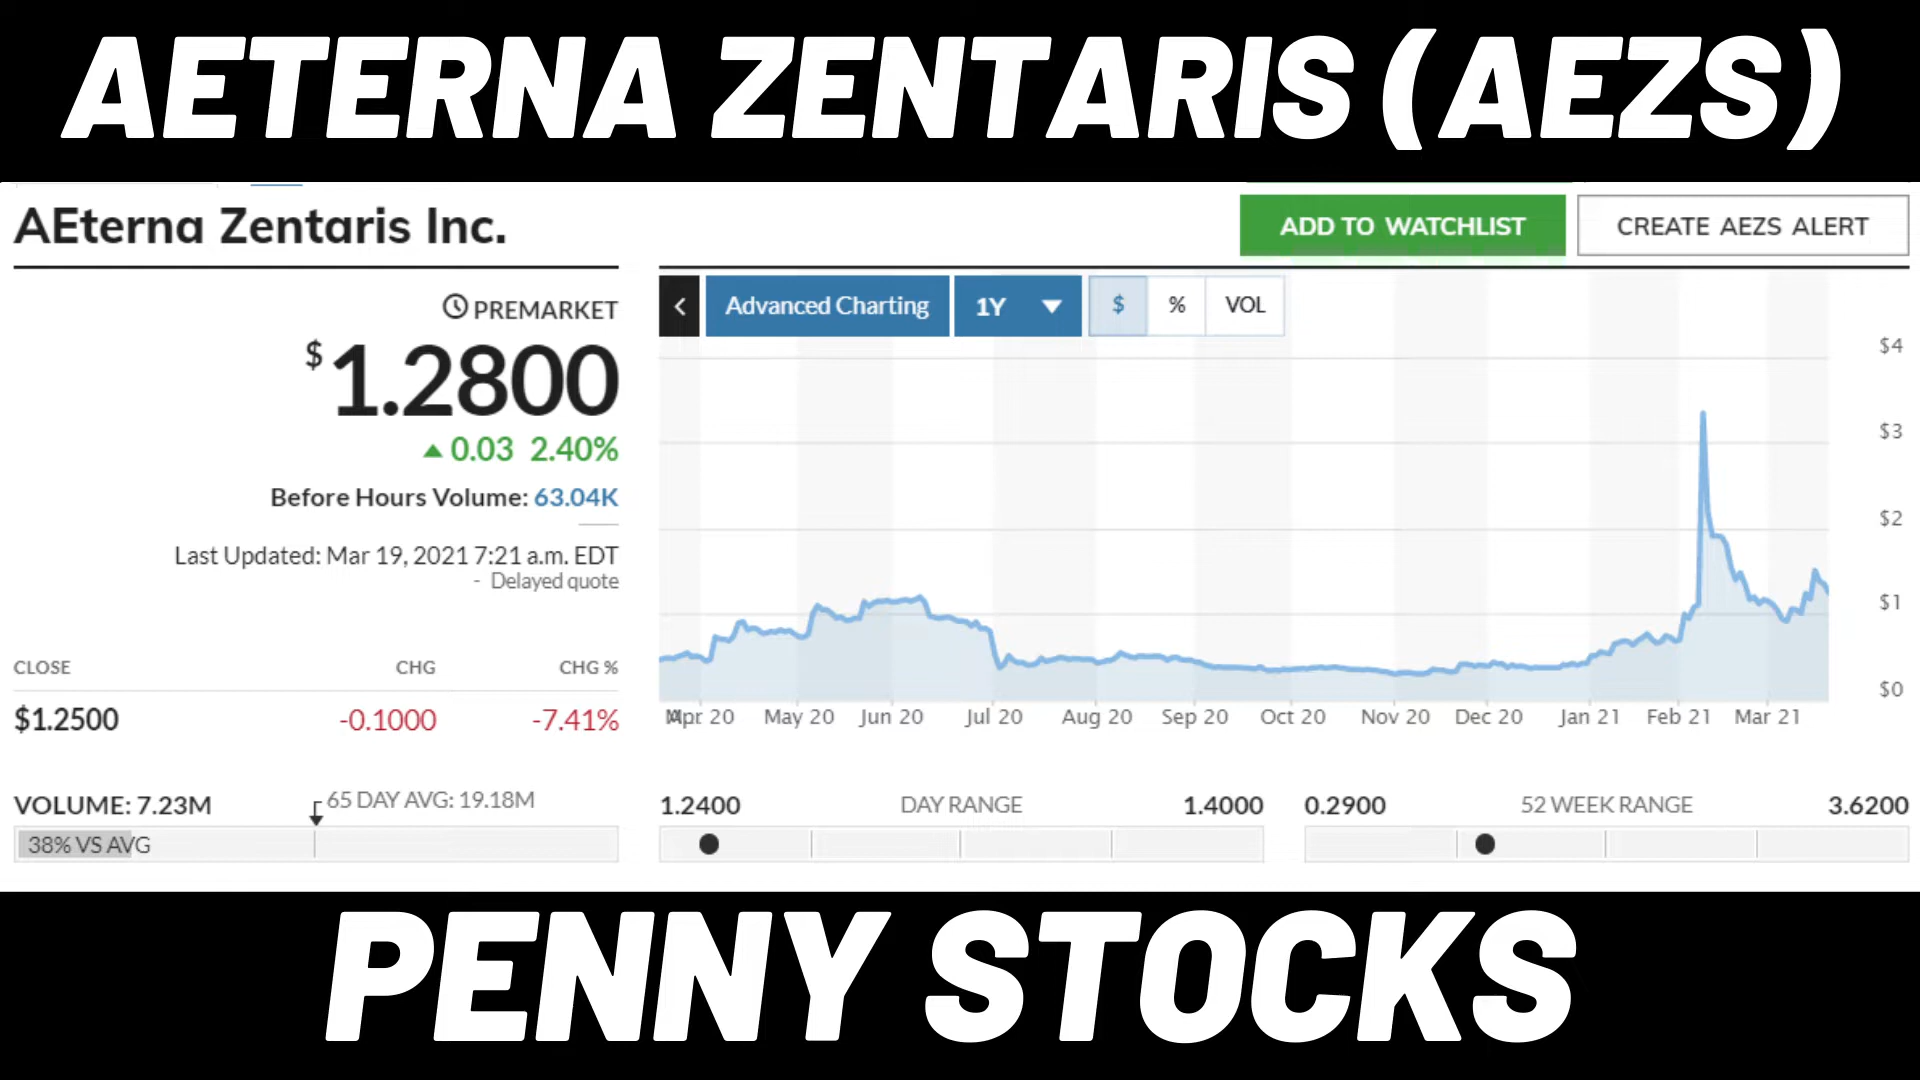 AETERNA ZENTARIS (AEZS)
AEterna Zentaris Inc.
ADD TO WATCHLIST
CREATE AEZS ALERT
PREMARKET
$1.2800
0.03 2.40%
Before Hours Volume: 63.04K
Last Updated: Mar 19, 2021 7:21 a.m. EDT
- Delayed quote
CLOSE CHG CHG %
$1.2500 -0.1000 -7.41%
VOLUME: 7.23M 65 DAY AVG: 19.18M
38% VS AVG
Advanced Charting 1Y $ % VOL
$4
$3
$2
$1
$0
Apr 20 May 20 Jun 20 Jul 20 Aug 20 Sep 20 Oct 20 Nov 20 Dec 20 Jan 21 Feb 21 Mar 21
1.2400 DAY RANGE 1.4000
0.2900 52 WEEK RANGE 3.6200
PENNY STOCKS